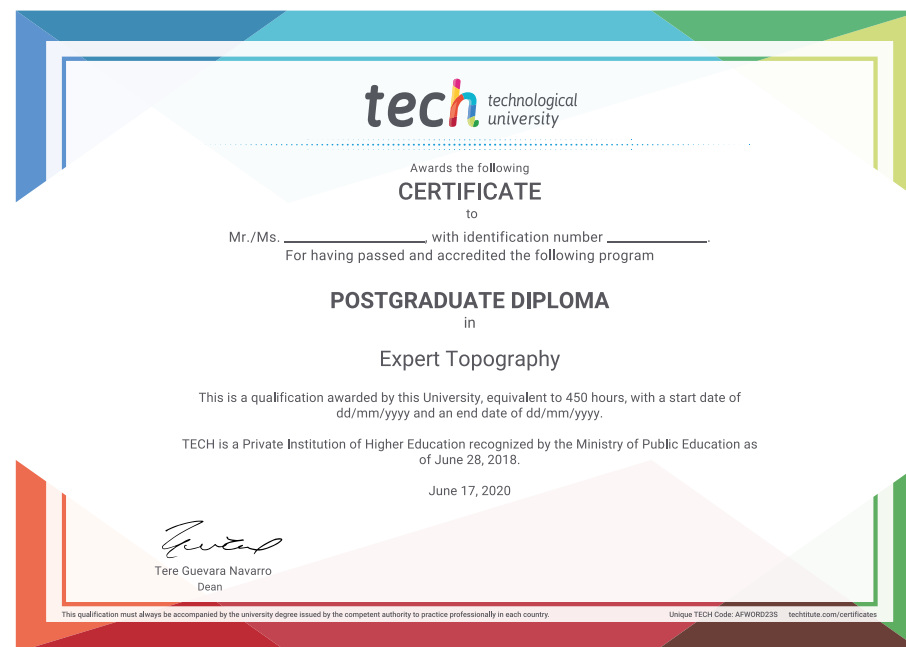 tech technological
university
Awards the following
CERTIFICATE
to
Mr./Ms. ____________________, with identification number ______________.
For having passed and accredited the following program
POSTGRADUATE DIPLOMA
in
Expert Topography
This is a qualification awarded by this University, equivalent to 450 hours, with a start date of
dd/mm/yyyy and an end date of dd/mm/yyyy.
TECH is a Private Institution of Higher Education recognized by the Ministry of Public Education as
of June 28, 2018.
June 17, 2020
Tere Guevara Navarro
Dean
This qualification must always be accompanied by the university degree issued by the competent authority to practice professionally in each country.
Unique TECH Code: AFWORD23S techtitute.com/certificates